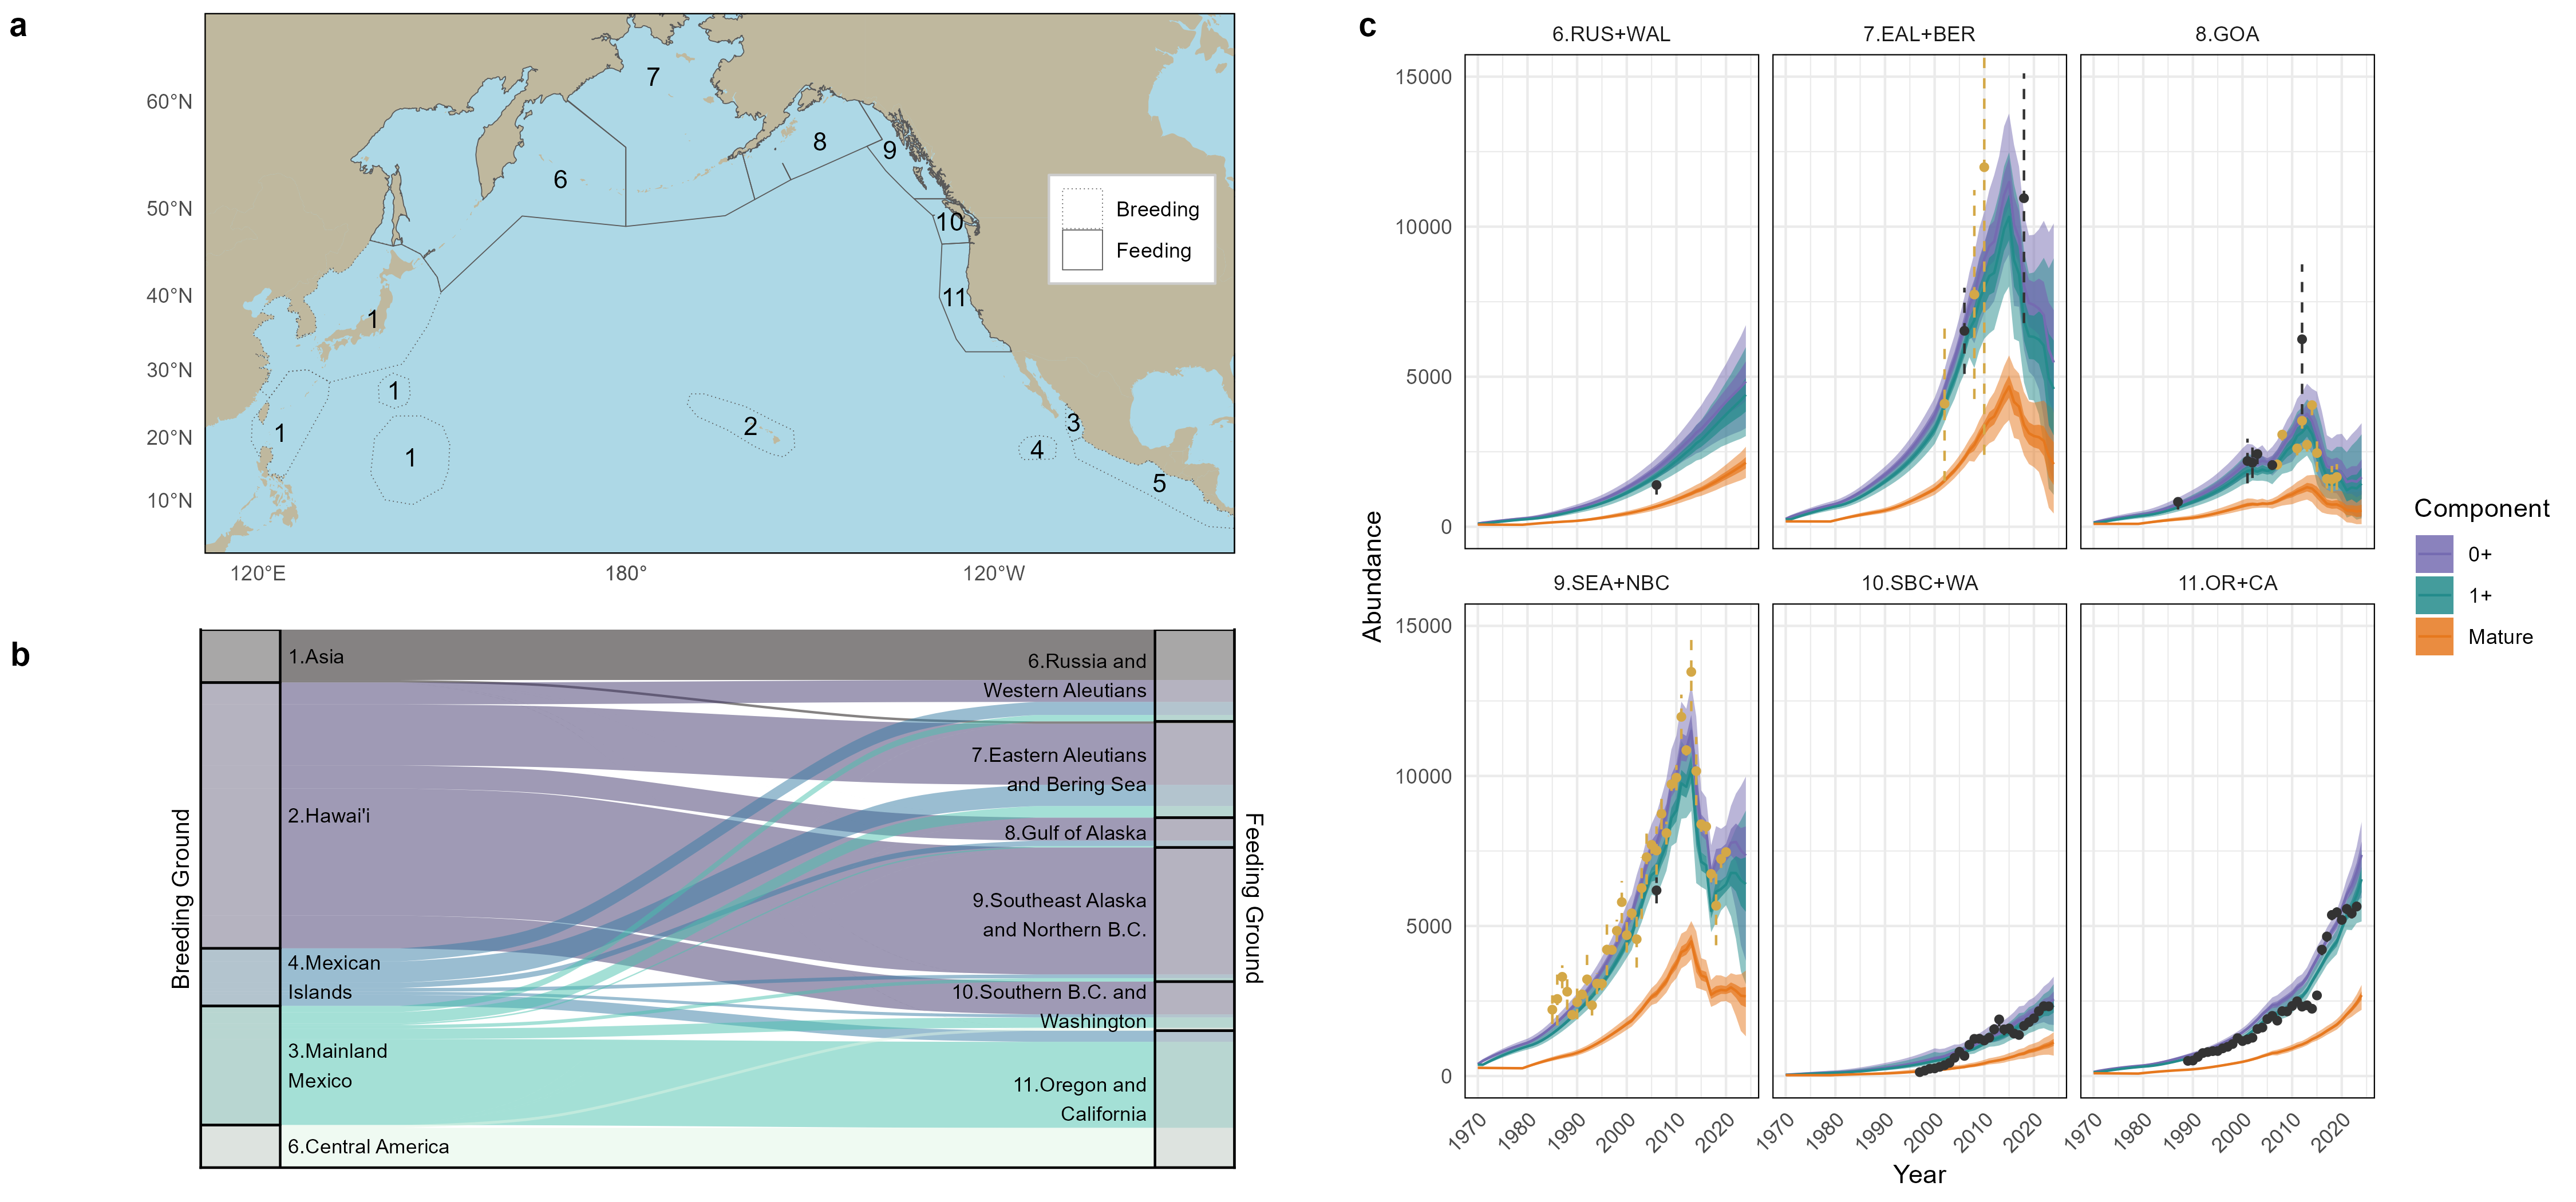 a
60°N
50°N
40°N
30°N
20°N
10°N
120°E
180°
120°W
7
8
9
6
10
11
1
1
1
1
2
3
4
5
Breeding
Feeding
b
Breeding Ground
1.Asia
2.Hawai'i
4.Mexican
Islands
3.Mainland
Mexico
6.Central America
6.Russia and
Western Aleutians
7.Eastern Aleutians
and Bering Sea
8.Gulf of Alaska
9.Southeast Alaska
and Northern B.C.
10.Southern B.C. and
Washington
11.Oregon and
California
Feeding Ground
c
6.RUS+WAL
7.EAL+BER
8.GOA
15000
10000
5000
0
9.SEA+NBC
10.SBC+WA
11.OR+CA
15000
10000
5000
0
Abundance
1970 1980 1990 2000 2010 2020
1970 1980 1990 2000 2010 2020
1970 1980 1990 2000 2010 2020
Year
Component
0+
1+
Mature